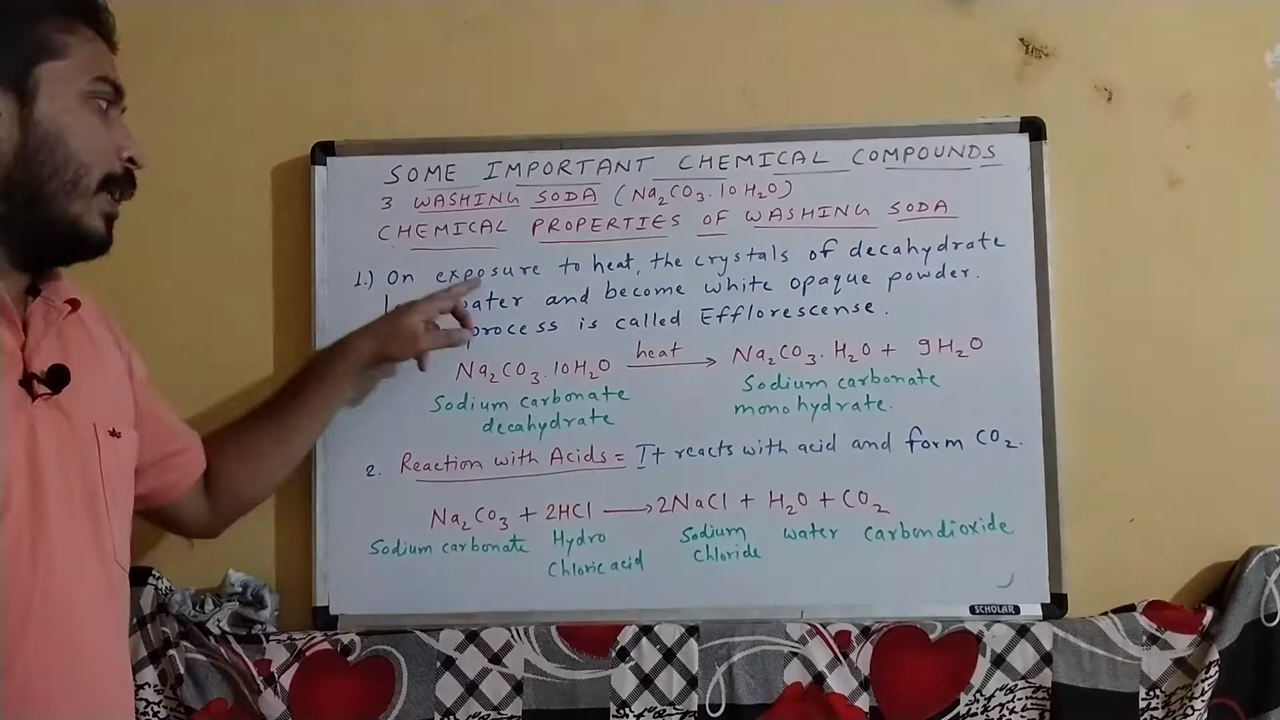 SOME IMPORTANT CHEMICAL COMPOUNDS
3 WASHING SODA (Na₂CO₃.10H₂O)
CHEMICAL PROPERTIES OF WASHING SODA
1.) On exposure to heat, the crystals of decahydrate
water and become white opaque powder.
process is called Efflorescense.
Na₂CO₃.10H₂O heat → Na₂CO₃.H₂O + 9H₂O
Sodium carbonate decahydrate
Sodium carbonate monohydrate.
2. Reaction with Acids = It reacts with acid and form CO₂.
Na₂CO₃ + 2HCl → 2NaCl + H₂O + CO₂
Sodium carbonate Hydro Chloric acid Sodium Chloride water carbondioxide
SCHOLAR